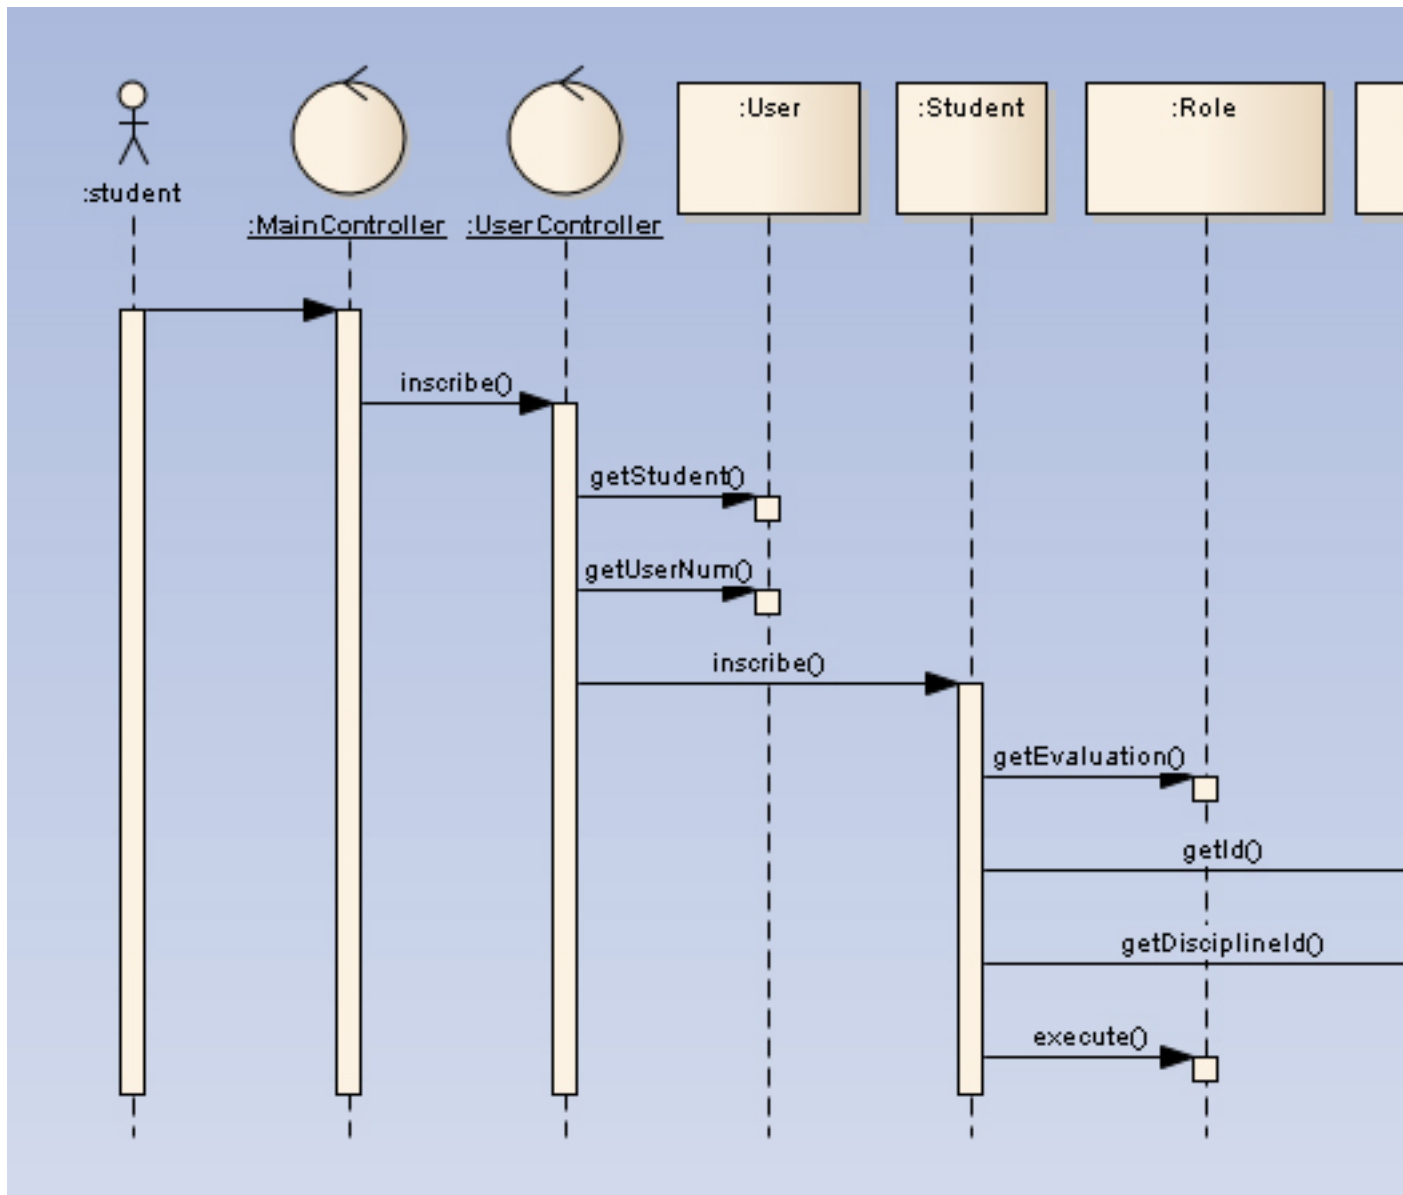 :User
:Student
:Role
:student
:MainController
:UserController
inscribe()
getStudent()
getUserNum()
inscribe()
getEvaluation()
getId()
getDisciplineId()
execute()